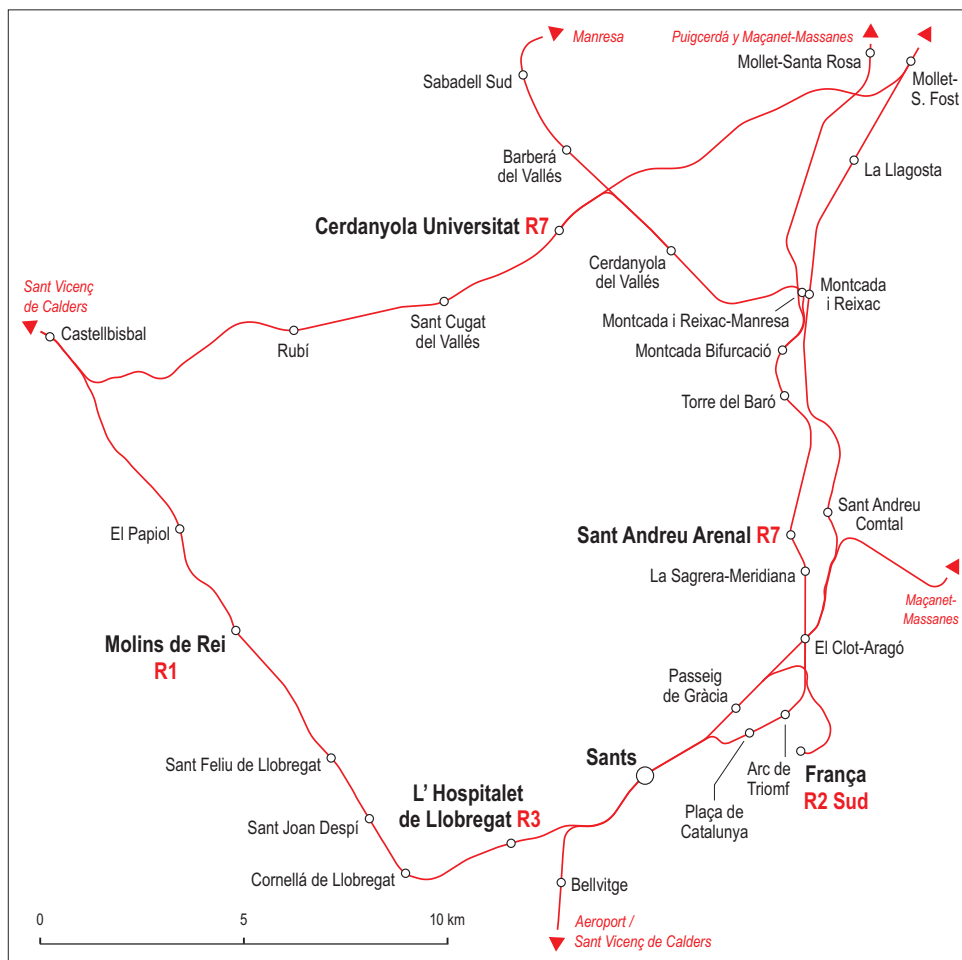 Manresa
Puigcerdá y Maçanet-Massanes
Mollet-Santa Rosa
Sabadell Sud
Mollet-
S. Fost
Barberá
del Vallés
La Llagosta
Cerdanyola Universitat R7
Cerdanyola
del Vallés
Sant Vicenç
de Calders
Castellbisbal
Montcada
i Reixac
Montcada i Reixac-Manresa
Sant Cugat
del Vallés
Rubí
Montcada Bifurcació
Torre del Baró
Sant Andreu
Comtal
El Papiol
Sant Andreu Arenal R7
La Sagrera-Meridiana
Maçanet-
Massanes
Molins de Rei
R1
El Clot-Aragó
Passeig
de Gràcia
Sant Feliu de Llobregat
Sants
Arc de
Triomf
França
R2 Sud
Plaça de
Catalunya
L' Hospitalet
de Llobregat R3
Sant Joan Despí
Cornellá de Llobregat
Bellvitge
0 5 10 km
Aeroport /
Sant Vicenç de Calders